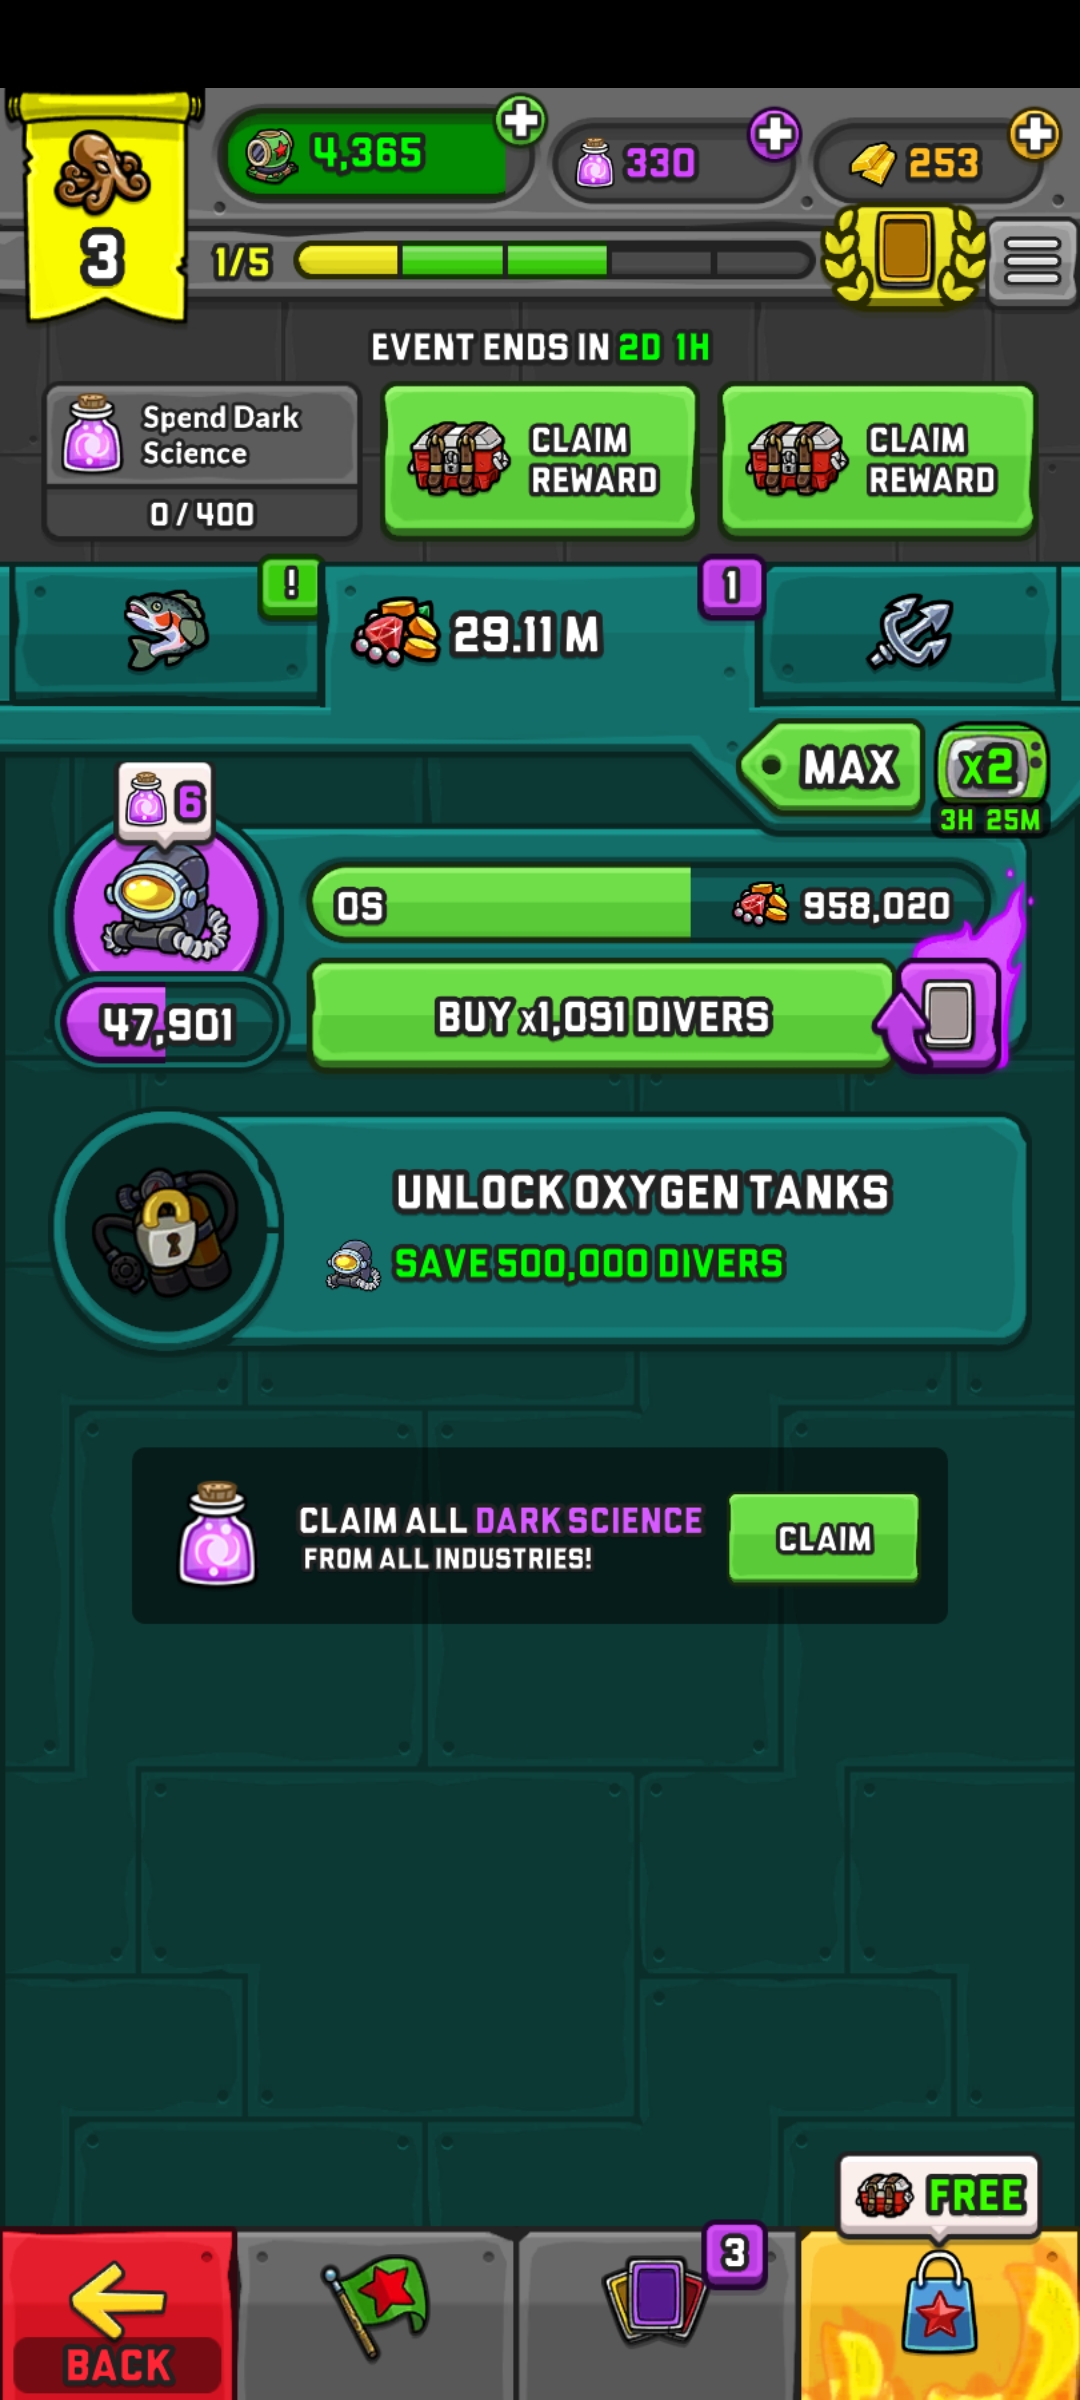 4,365
330
253
3
1/5
EVENT ENDS IN 2D 1H
Spend Dark
Science
0 / 400
CLAIM
REWARD
CLAIM
REWARD
!
29.11 M
1
MAX
x2
3H 25M
6
0S
958,020
47,901
BUY x1,091 DIVERS
UNLOCK OXYGEN TANKS
SAVE 500,000 DIVERS
CLAIM ALL DARK SCIENCE
FROM ALL INDUSTRIES!
CLAIM
FREE
3
BACK